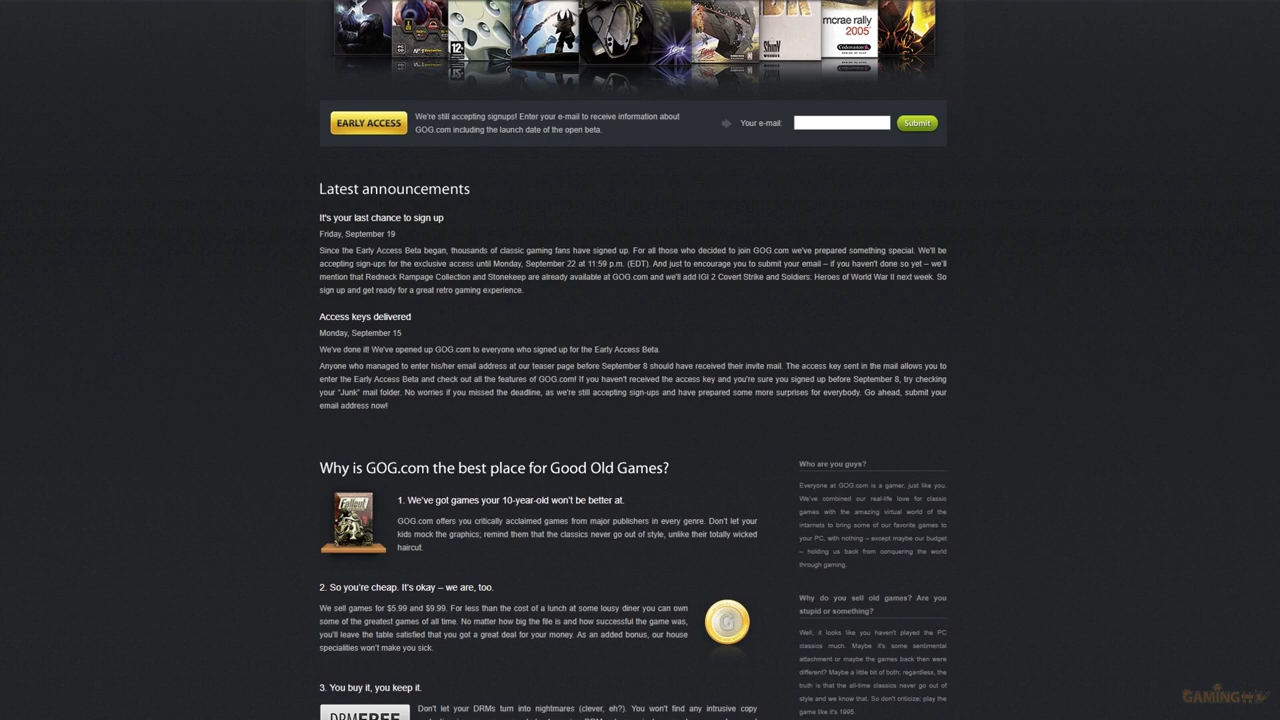 mcrae rally
2005
Codemasters
12+
ShinV
EARLY ACCESS
We're still accepting signups! Enter your e-mail to receive information about
GOG.com including the launch date of the open beta.
Your e-mail:
Submit
Latest announcements
It's your last chance to sign up
Friday, September 19
Since the Early Access Beta began, thousands of classic gaming fans have signed up. For all those who decided to join GOG.com we've prepared something special. We'll be
accepting sign-ups for the exclusive access until Monday, September 22 at 11:59 p.m. (EDT). And just to encourage you to submit your email – if you haven't done so yet – we'll
mention that Redneck Rampage Collection and Stonekeep are already available at GOG.com and we'll add IGI 2 Covert Strike and Soldiers: Heroes of World War II next week. So
sign up and get ready for a great retro gaming experience.
Access keys delivered
Monday, September 15
We've done it! We've opened up GOG.com to everyone who signed up for the Early Access Beta.
Anyone who managed to enter his/her email address at our teaser page before September 8 should have received their invite mail. The access key sent in the mail allows you to
enter the Early Access Beta and check out all the features of GOG.com! If you haven't received the access key and you're sure you signed up before September 8, try checking
your "Junk" mail folder. No worries if you missed the deadline, as we're still accepting sign-ups and have prepared some more surprises for everybody. Go ahead, submit your
email address now!
Why is GOG.com the best place for Good Old Games?
Fallout
1. We've got games your 10-year-old won't be better at.
GOG.com offers you critically acclaimed games from major publishers in every genre. Don't let your
kids mock the graphics; remind them that the classics never go out of style, unlike their totally wicked
haircut.
2. So you're cheap. It's okay – we are, too.
We sell games for $5.99 and $9.99. For less than the cost of a lunch at some lousy diner you can own
some of the greatest games of all time. No matter how big the file is and how successful the game was,
you'll leave the table satisfied that you got a great deal for your money. As an added bonus, our house
specialities won't make you sick.
G
3. You buy it, you keep it.
DRMFREE
Don't let your DRMs turn into nightmares (clever, eh?). You won't find any intrusive copy
Who are you guys?
Everyone at GOG.com is a gamer, just like you.
We've combined our real-life love for classic
games with the amazing virtual world of the
internets to bring some of our favorite games to
your PC, with nothing – except maybe our budget
– holding us back from conquering the world
through gaming.
Why do you sell old games? Are you
stupid or something?
Well, it looks like you haven't played the PC
classics much. Maybe it's some sentimental
attachment or maybe the games back then were
different? Maybe a little bit of both; regardless, the
truth is that the all-time classics never go out of
style and we know that. So don't criticize; play the
game like it's 1995.
GAMING